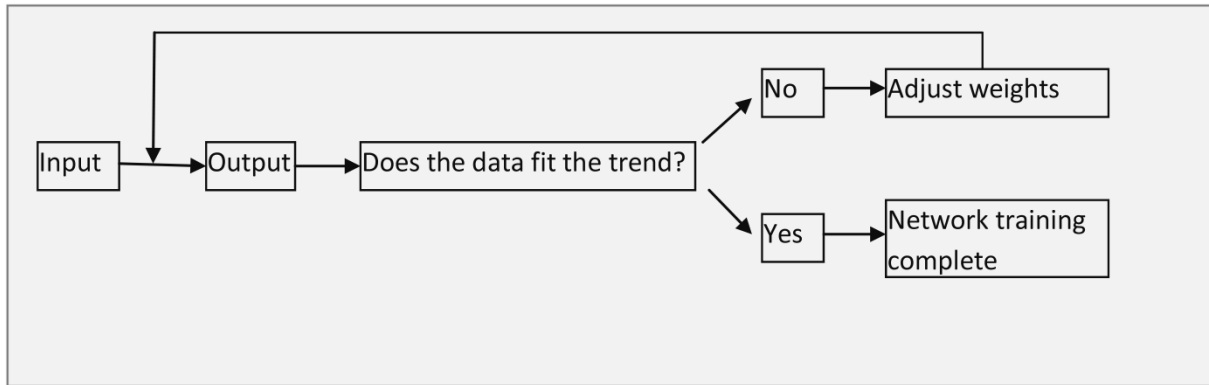 No
Adjust weights
Input
Output
Does the data fit the trend?
Yes
Network training
complete